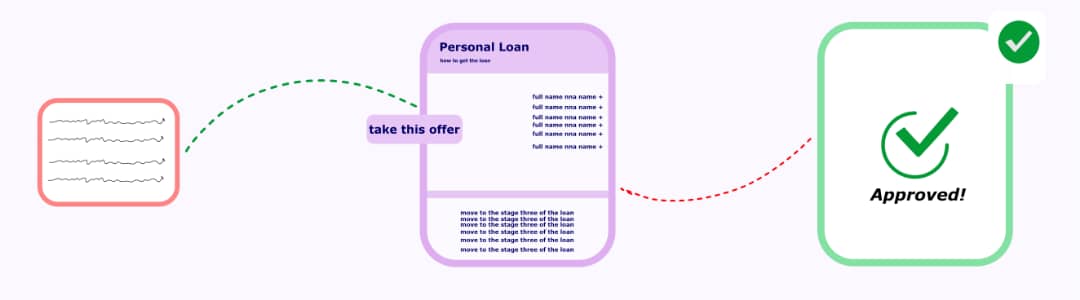 Personal Loan
how to get the loan
full name nna name +
full name nna name +
full name nna name +
full name nna name +
full name nna name +
full name nna name +
take this offer
move to the stage three of the loan
move to the stage three of the loan
move to the stage three of the loan
move to the stage three of the loan
move to the stage three of the loan
move to the stage three of the loan
Approved!